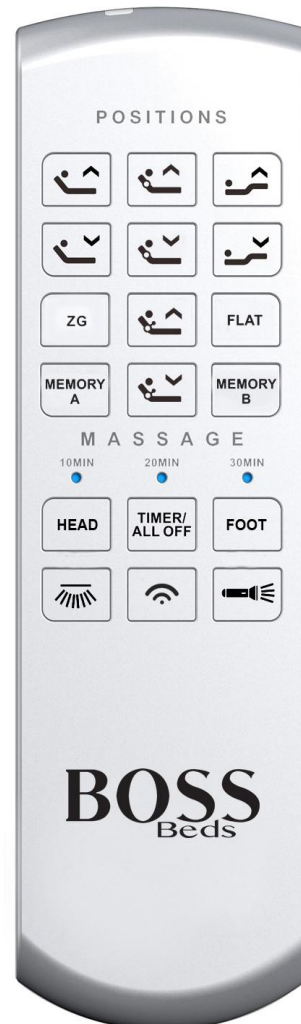 POSITIONS
ZG
FLAT
MEMORY
A
MEMORY
B
MASSAGE
10MIN
20MIN
30MIN
HEAD
TIMER/
ALL OFF
FOOT
BOSS
Beds